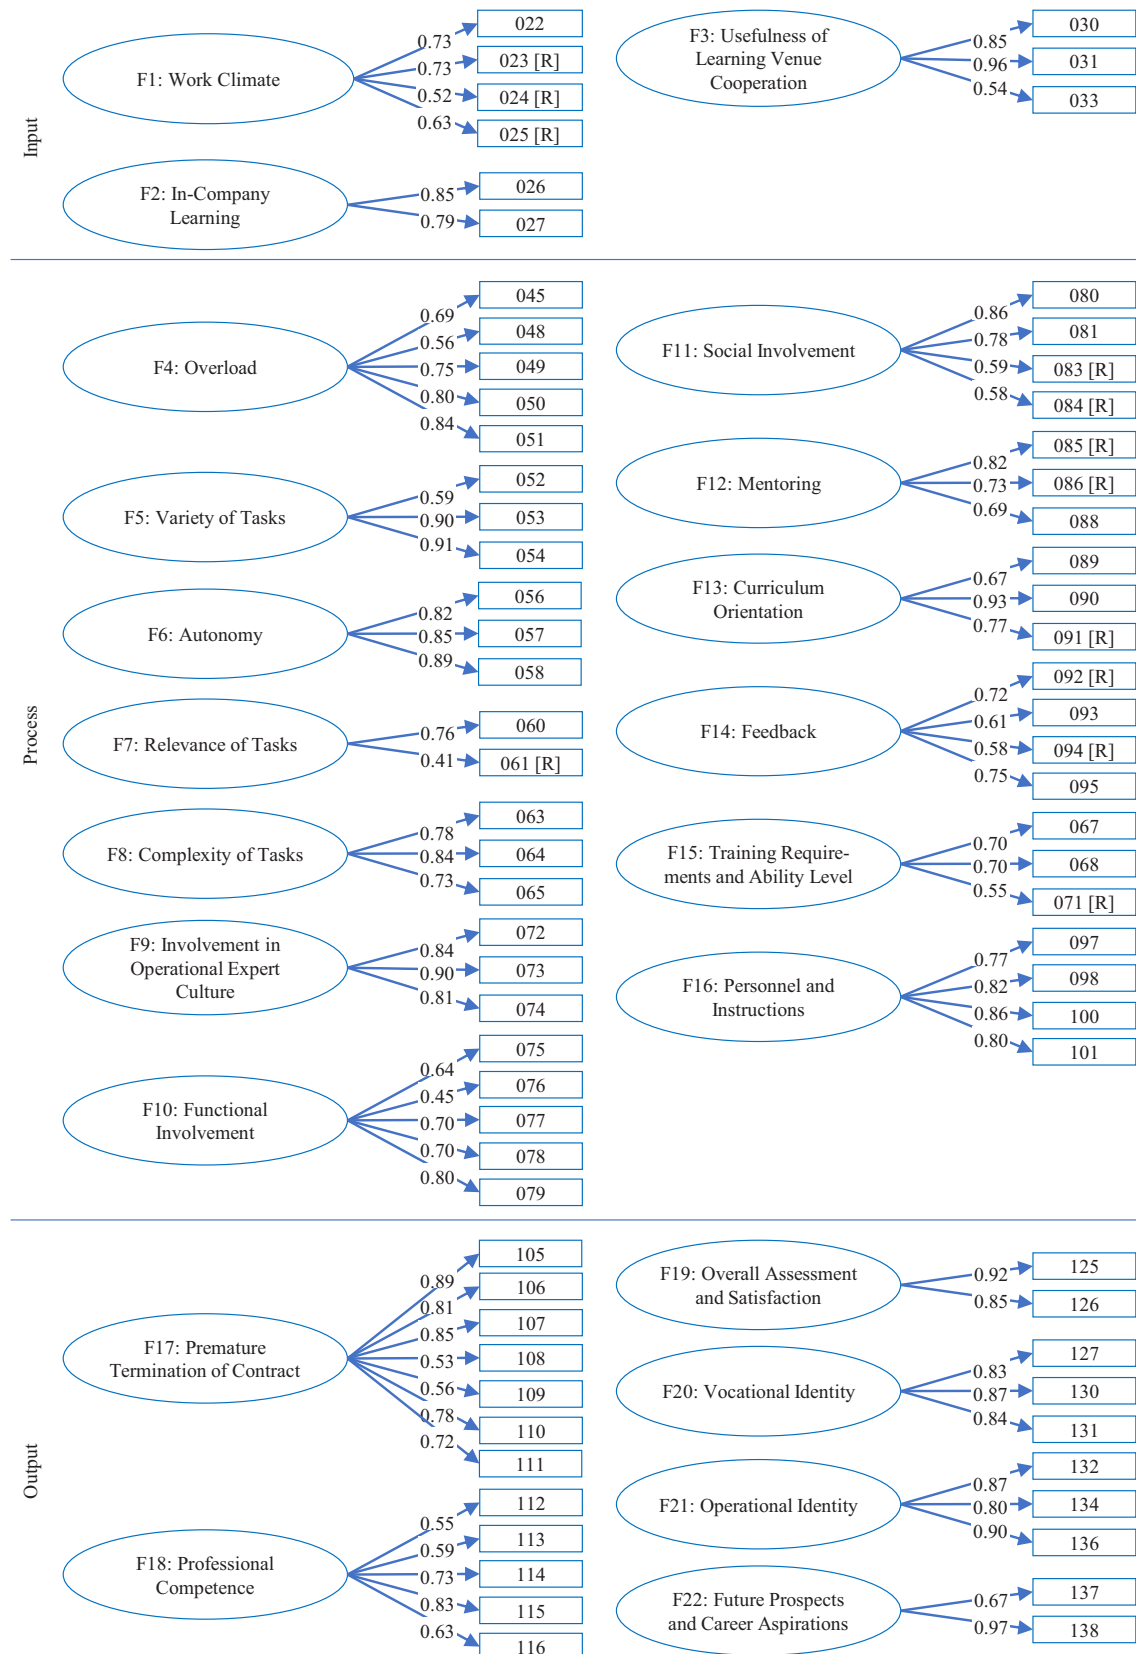 Input
F1: Work Climate
0.73
0.73
0.52
0.63
022
023 [R]
024 [R]
025 [R]
F2: In-Company
Learning
0.85
0.79
026
027
F3: Usefulness of
Learning Venue
Cooperation
0.85
0.96
0.54
030
031
033
Process
F4: Overload
0.69
0.56
0.75
0.80
0.84
045
048
049
050
051
F5: Variety of Tasks
0.59
0.90
0.91
052
053
054
F6: Autonomy
0.82
0.85
0.89
056
057
058
F7: Relevance of Tasks
0.76
0.41
060
061 [R]
F8: Complexity of Tasks
0.78
0.84
0.73
063
064
065
F9: Involvement in
Operational Expert
Culture
0.84
0.90
0.81
072
073
074
F10: Functional
Involvement
0.64
0.45
0.70
0.70
0.80
075
076
077
078
079
F11: Social Involvement
0.86
0.78
0.59
0.58
080
081
083 [R]
084 [R]
F12: Mentoring
0.82
0.73
0.69
085 [R]
086 [R]
088
F13: Curriculum
Orientation
0.67
0.93
0.77
089
090
091 [R]
F14: Feedback
0.72
0.61
0.58
0.75
092 [R]
093
094 [R]
095
F15: Training Require-
ments and Ability Level
0.70
0.70
0.55
067
068
071 [R]
F16: Personnel and
Instructions
0.77
0.82
0.86
0.80
097
098
100
101
Output
F17: Premature
Termination of Contract
0.89
0.81
0.85
0.53
0.56
0.78
0.72
105
106
107
108
109
110
111
F18: Professional
Competence
0.55
0.59
0.73
0.83
0.63
112
113
114
115
116
F19: Overall Assessment
and Satisfaction
0.92
0.85
125
126
F20: Vocational Identity
0.83
0.87
0.84
127
130
131
F21: Operational Identity
0.87
0.80
0.90
132
134
136
F22: Future Prospects
and Career Aspirations
0.67
0.97
137
138